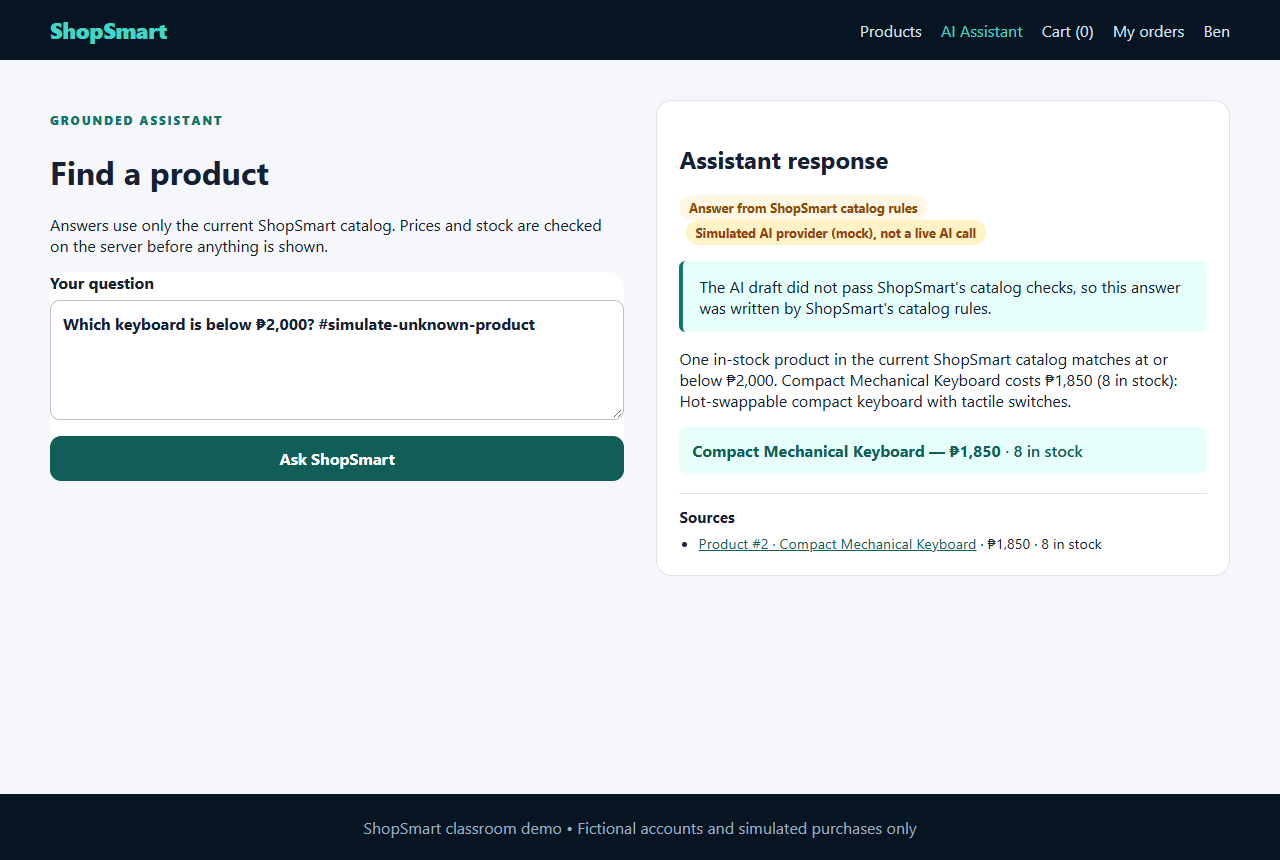 ShopSmart
Products AI Assistant Cart (0) My orders Ben
GROUNDED ASSISTANT
Find a product
Answers use only the current ShopSmart catalog. Prices and stock are checked
on the server before anything is shown.
Your question
Which keyboard is below ₱2,000? #simulate-unknown-product
Ask ShopSmart
Assistant response
Answer from ShopSmart catalog rules
Simulated AI provider (mock), not a live AI call
The AI draft did not pass ShopSmart's catalog checks, so this answer
was written by ShopSmart's catalog rules.
One in-stock product in the current ShopSmart catalog matches at or
below ₱2,000. Compact Mechanical Keyboard costs ₱1,850 (8 in stock):
Hot-swappable compact keyboard with tactile switches.
Compact Mechanical Keyboard — ₱1,850 · 8 in stock
Sources
• Product #2 · Compact Mechanical Keyboard · ₱1,850 · 8 in stock
ShopSmart classroom demo • Fictional accounts and simulated purchases only